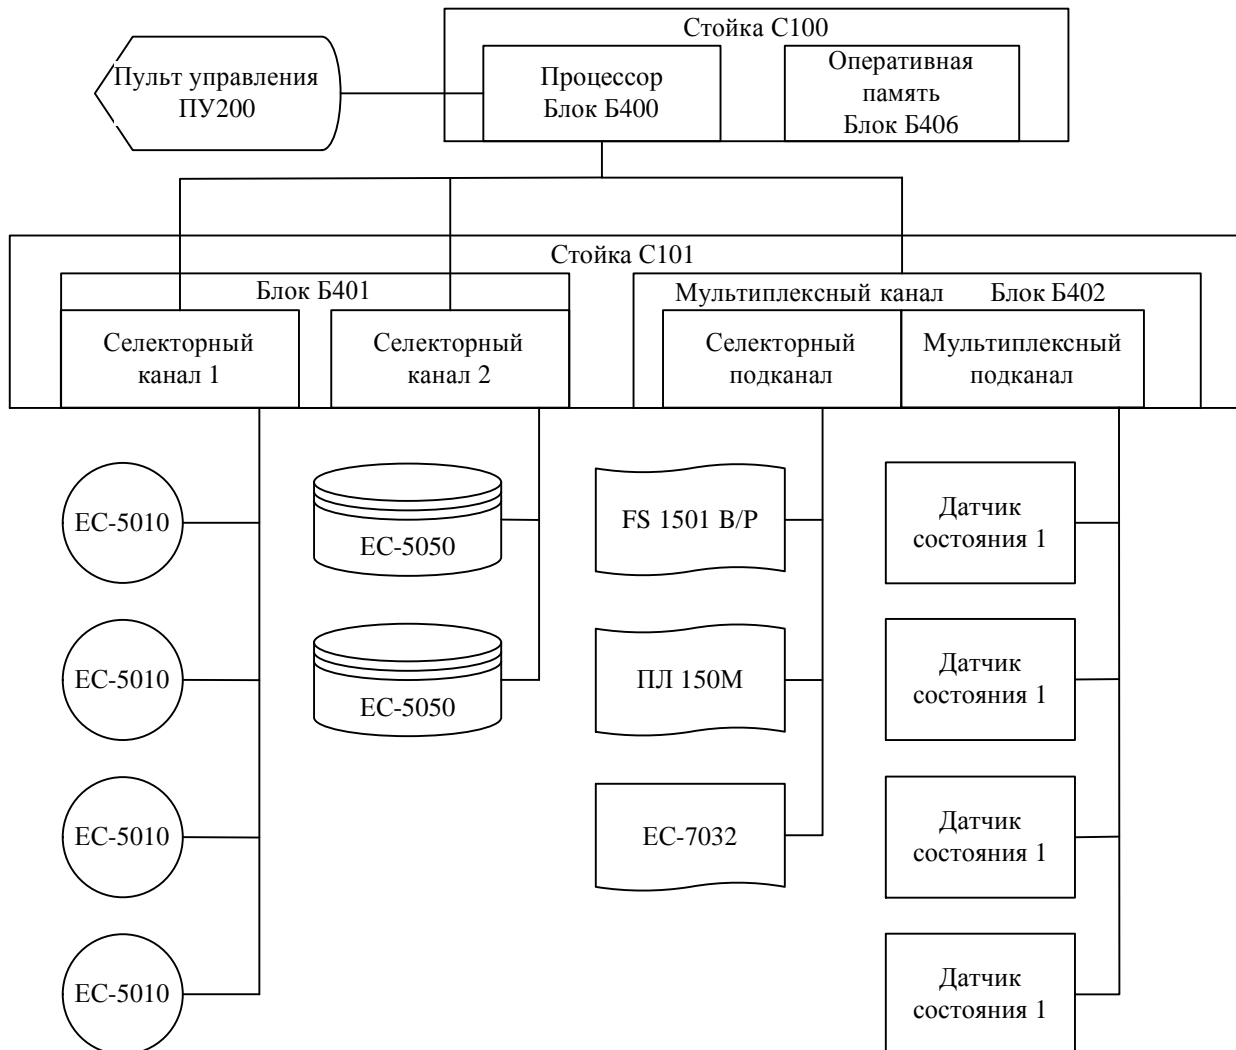 Стойка С100
Пульт управления
ПУ200
Процессор
Блок Б400
Оперативная
память
Блок Б406
Стойка С101
Блок Б401
Мультиплексный канал
Блок Б402
Селекторный
канал 1
Селекторный
канал 2
Селекторный
подканал
Мультиплексный
подканал
ЕС-5010
ЕС-5050
FS 1501 B/P
Датчик
состояния 1
ЕС-5010
ЕС-5050
ПЛ 150М
Датчик
состояния 1
ЕС-5010
ЕС-7032
Датчик
состояния 1
ЕС-5010
Датчик
состояния 1